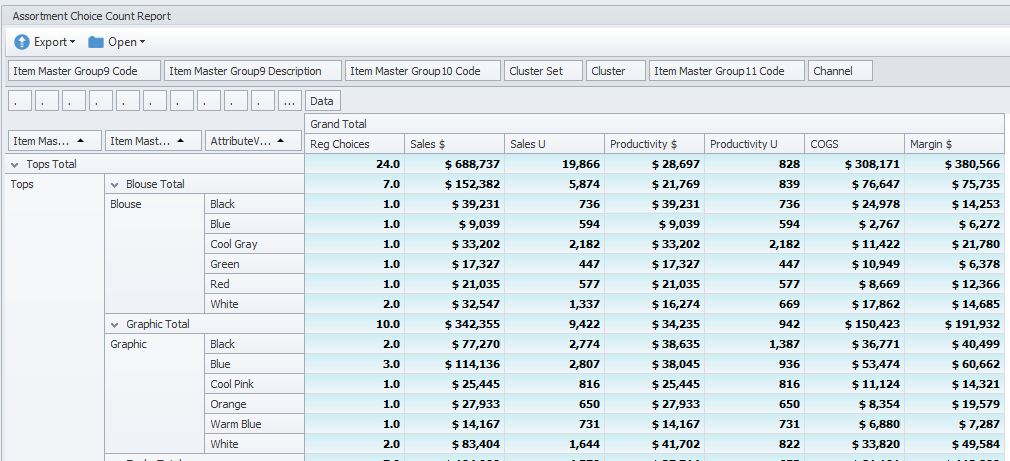 Assortment Choice Count Report
Export Open
Item Master Group9 Code Item Master Group9 Description Item Master Group10 Code Cluster Set Cluster Item Master Group11 Code Channel
. . . . . . . . . . ... Data
Grand Total
Item Mas... Item Mast... AttributeV... Reg Choices Sales $ Sales U Productivity $ Productivity U COGS Margin $
Tops Total 24.0 $ 688,737 19,866 $ 28,697 828 $ 308,171 $ 380,566
Tops Blouse Total 7.0 $ 152,382 5,874 $ 21,769 839 $ 76,647 $ 75,735
Blouse Black 1.0 $ 39,231 736 $ 39,231 736 $ 24,978 $ 14,253
Blue 1.0 $ 9,039 594 $ 9,039 594 $ 2,767 $ 6,272
Cool Gray 1.0 $ 33,202 2,182 $ 33,202 2,182 $ 11,422 $ 21,780
Green 1.0 $ 17,327 447 $ 17,327 447 $ 10,949 $ 6,378
Red 1.0 $ 21,035 577 $ 21,035 577 $ 8,669 $ 12,366
White 2.0 $ 32,547 1,337 $ 16,274 669 $ 17,862 $ 14,685
Graphic Total 10.0 $ 342,355 9,422 $ 34,235 942 $ 150,423 $ 191,932
Graphic Black 2.0 $ 77,270 2,774 $ 38,635 1,387 $ 36,771 $ 40,499
Blue 3.0 $ 114,136 2,807 $ 38,045 936 $ 53,474 $ 60,662
Cool Pink 1.0 $ 25,445 816 $ 25,445 816 $ 11,124 $ 14,321
Orange 1.0 $ 27,933 650 $ 27,933 650 $ 8,354 $ 19,579
Warm Blue 1.0 $ 14,167 731 $ 14,167 731 $ 6,880 $ 7,287
White 2.0 $ 83,404 1,644 $ 41,702 822 $ 33,820 $ 49,584